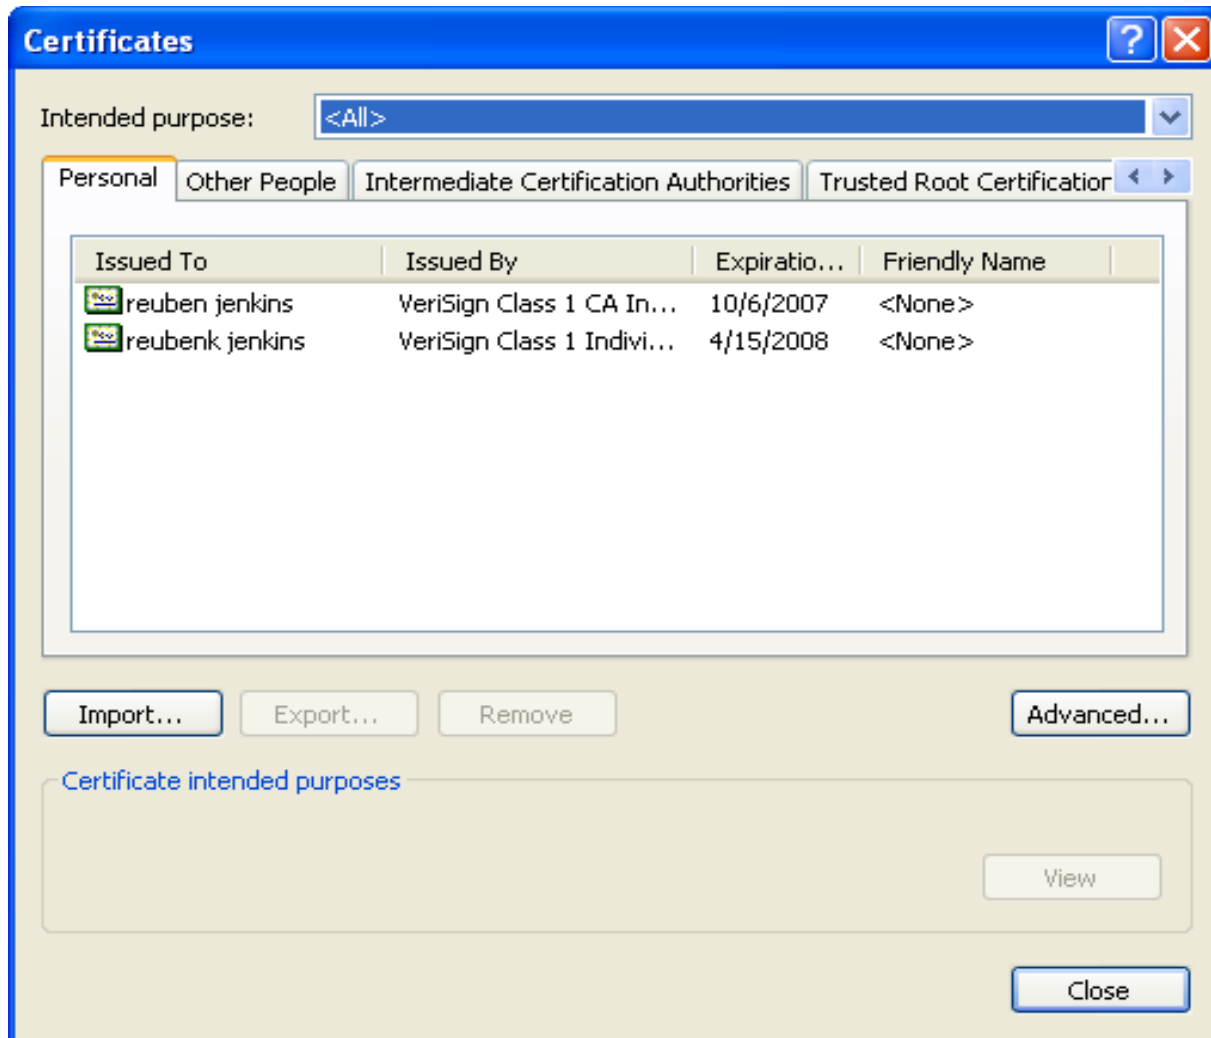 Certificates
Intended purpose: <All>
Personal Other People Intermediate Certification Authorities Trusted Root Certification
Issued To Issued By Expiratio... Friendly Name
reuben jenkins VeriSign Class 1 CA In... 10/6/2007 <None>
reubenk jenkins VeriSign Class 1 Indivi... 4/15/2008 <None>
Import... Export... Remove Advanced...
Certificate intended purposes
View
Close